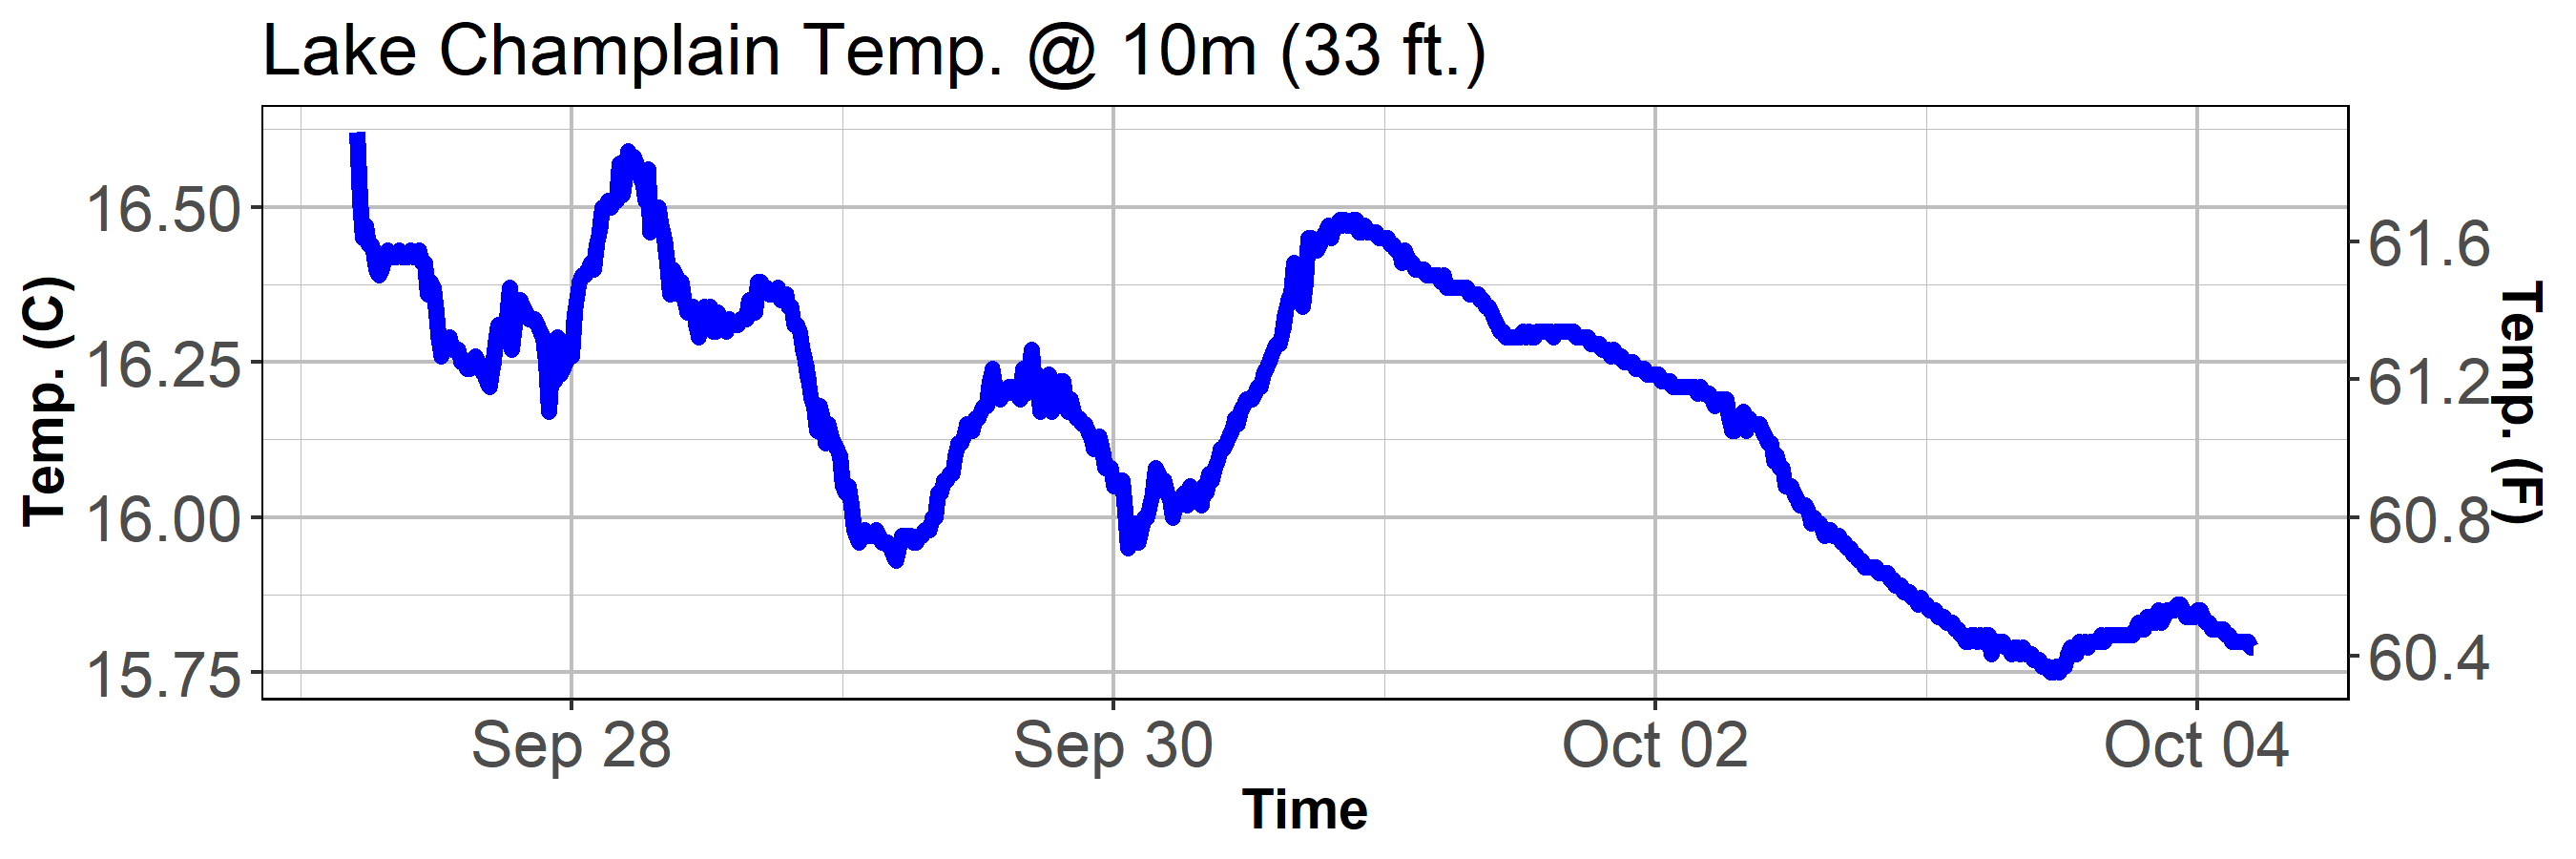 Lake Champlain Temp. @ 10m (33 ft.)
Temp. (C)
16.50
16.25
16.00
15.75
61.6
61.2
60.8
60.4
Temp. (F)
Sep 28
Sep 30
Oct 02
Oct 04
Time